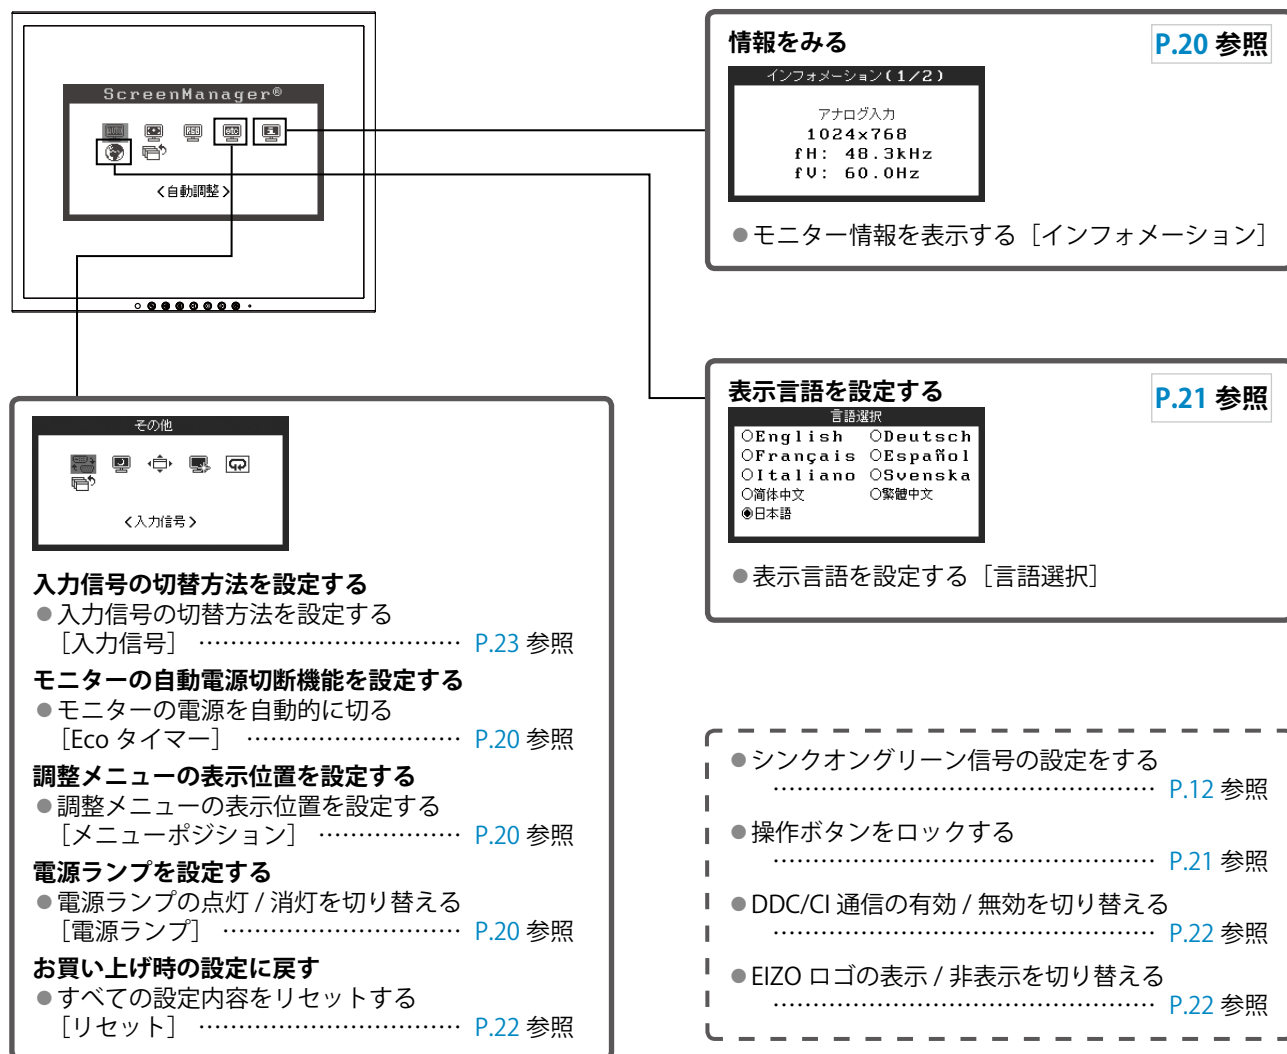 ScreenManager®
RGB
etc
<自動調整>
情報をみる
P.20 参照
インフォメーション(1/2)
アナログ入力
1024x768
fH: 48.3kHz
fV: 60.0Hz
●モニター情報を表示する［インフォメーション］
表示言語を設定する
P.21 参照
言語選択
○English ○Deutsch
○Français ○Español
○Italiano ○Svenska
○简体中文 ○繁體中文
◉日本語
●表示言語を設定する［言語選択］
その他
<入力信号>
入力信号の切替方法を設定する
●入力信号の切替方法を設定する
［入力信号］ ……………………………… P.23 参照
モニターの自動電源切断機能を設定する
●モニターの電源を自動的に切る
［Eco タイマー］ ………………………… P.20 参照
調整メニューの表示位置を設定する
●調整メニューの表示位置を設定する
［メニューポジション］ ……………… P.20 参照
電源ランプを設定する
●電源ランプの点灯 / 消灯を切り替える
［電源ランプ］ ………………………… P.20 参照
お買い上げ時の設定に戻す
●すべての設定内容をリセットする
［リセット］ ……………………………… P.22 参照
●シンクオングリーン信号の設定をする
………………………………………… P.12 参照
●操作ボタンをロックする
………………………………………… P.21 参照
●DDC/CI 通信の有効 / 無効を切り替える
………………………………………… P.22 参照
●EIZO ロゴの表示 / 非表示を切り替える
………………………………………… P.22 参照